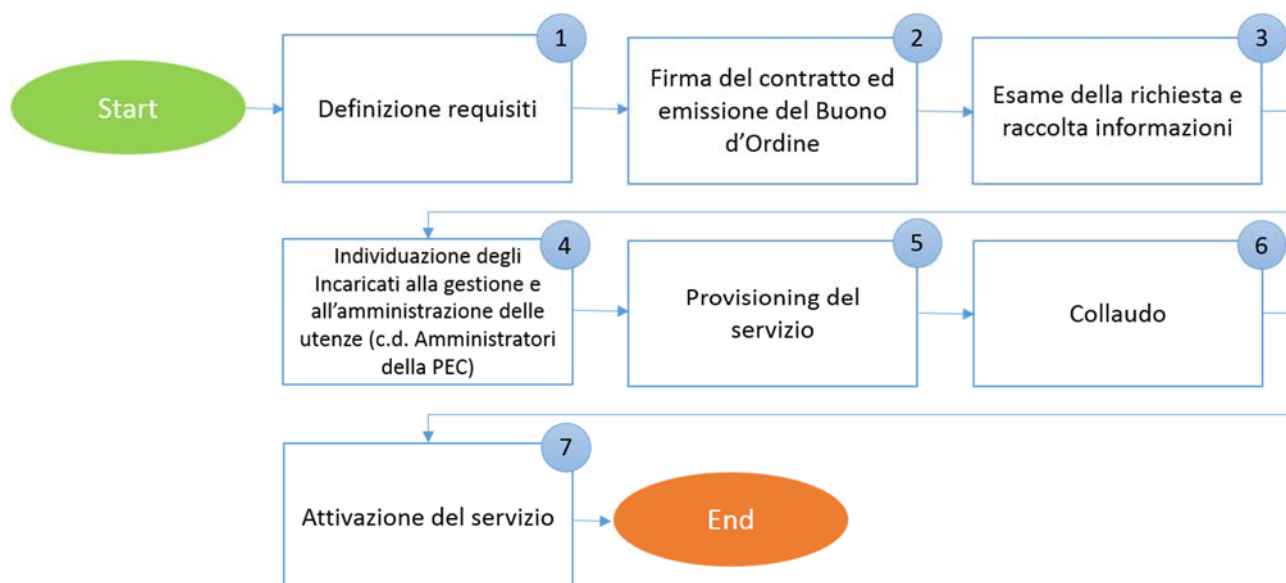 1
2
3
Start
Definizione requisiti
Firma del contratto ed
emissione del Buono
d'Ordine
Esame della richiesta e
raccolta informazioni
4
5
6
Individuazione degli
Incaricati alla gestione e
all'amministrazione delle
utenze (c.d. Amministratori
della PEC)
Provisioning del
servizio
Collaudo
7
Attivazione del servizio
End